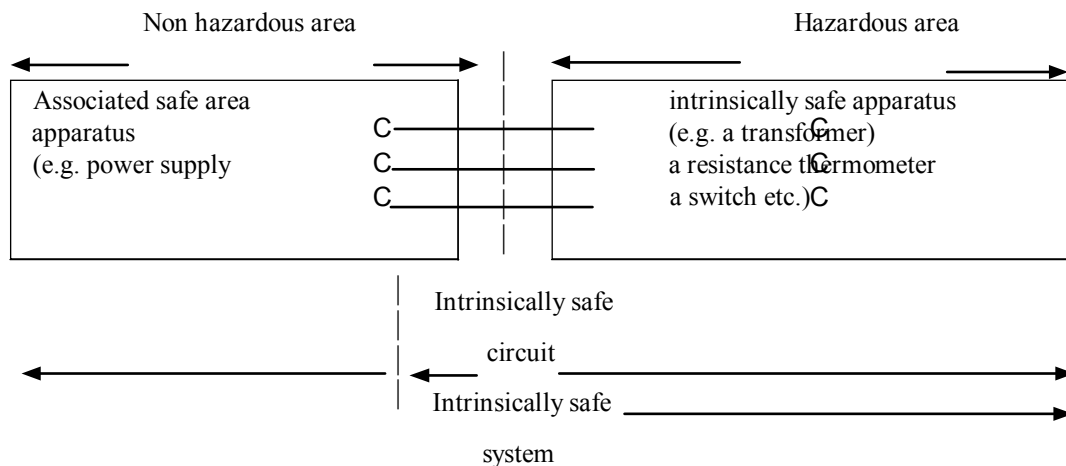 Non hazardous area
Hazardous area
Associated safe area
apparatus
(e.g. power supply
C
C
C
intrinsically safe apparatus
(e.g. a transformer)
C
a resistance thermometer
C
a switch etc.)
C
Intrinsically safe
circuit
Intrinsically safe
system